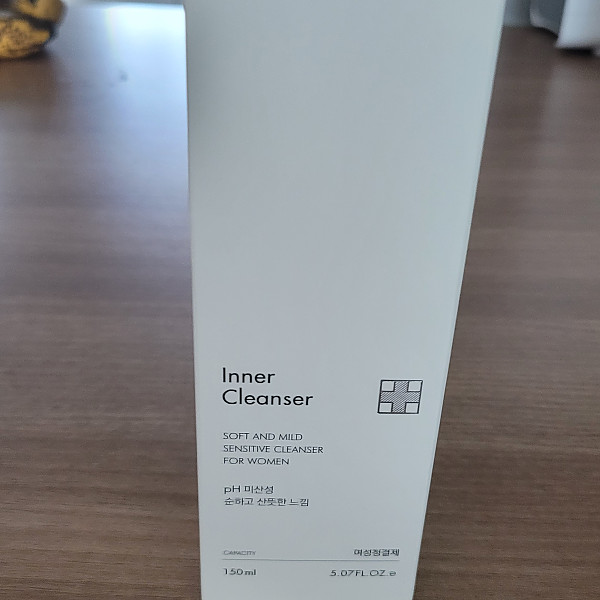 Inner
Cleanser
SOFT AND MILD
SENSITIVE CLEANSER
FOR WOMEN
pH 미산성
순하고 산뜻한 느낌
CAPACITY 여성청결제
150ml 5.07FL.OZ.e